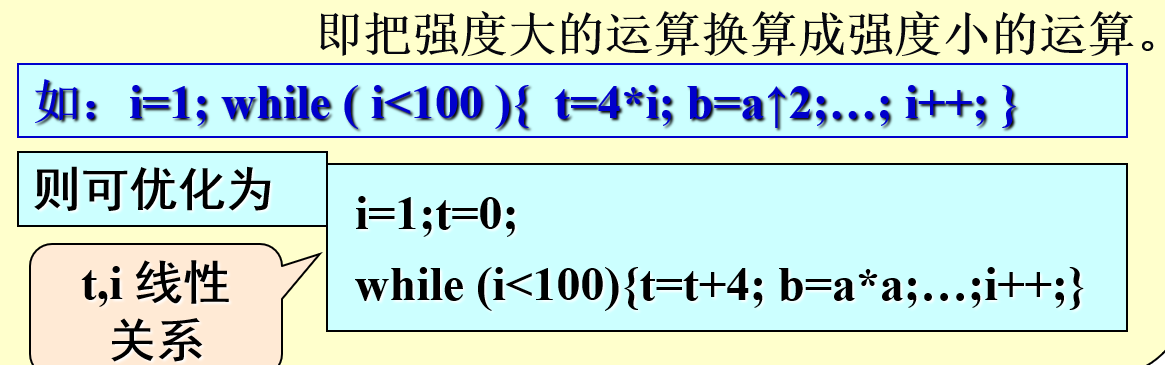 即把强度大的运算换算成强度小的运算。
如：i=1; while ( i<100 ){ t=4*i; b=a↑2;…; i++; }
则可优化为
i=1;t=0;
while (i<100){t=t+4; b=a*a;…;i++;}
t,i 线性
关系